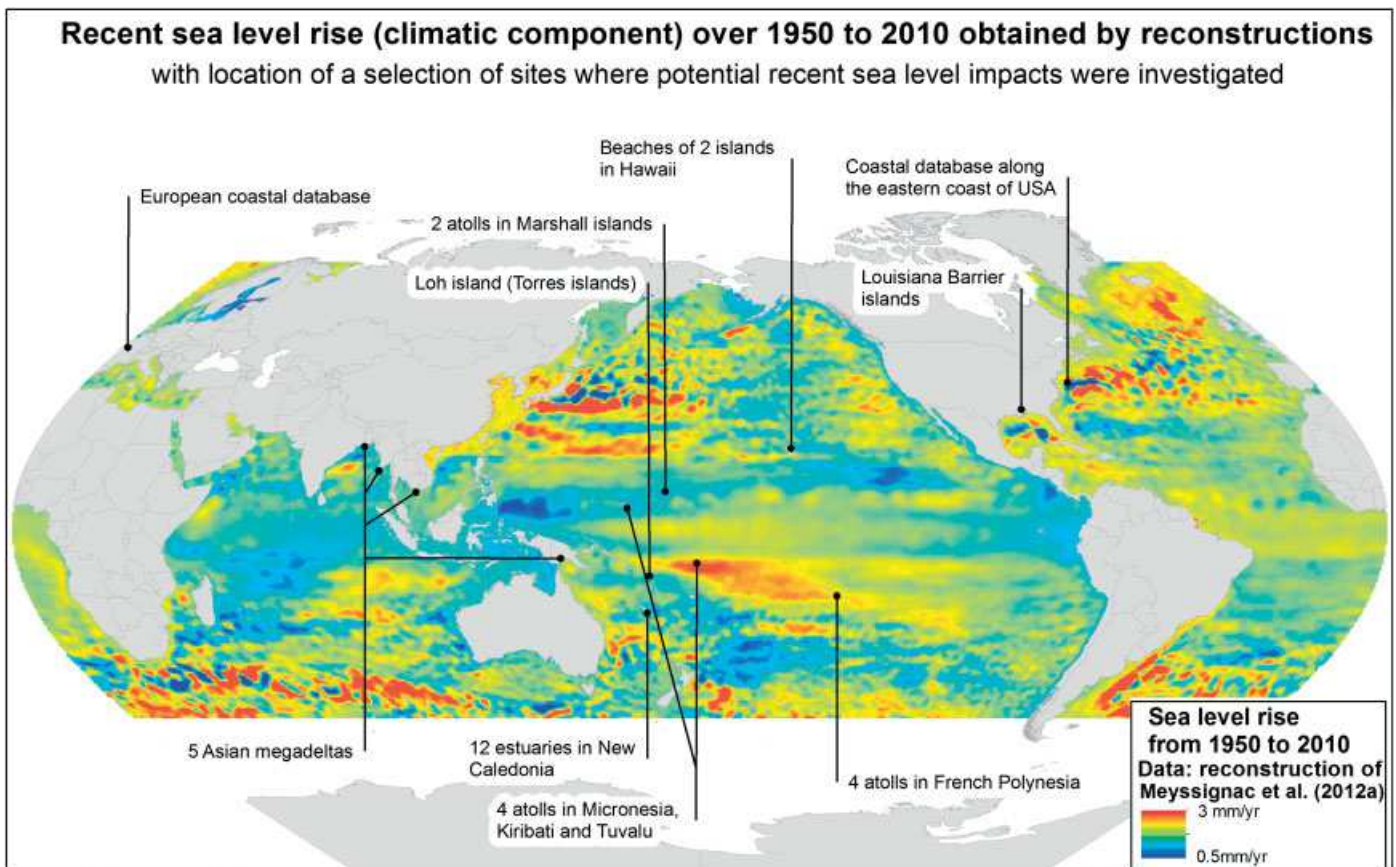 Recent sea level rise (climatic component) over 1950 to 2010 obtained by reconstructions
with location of a selection of sites where potential recent sea level impacts were investigated
Beaches of 2 islands
in Hawaii
Coastal database along
the eastern coast of USA
European coastal database
2 atolls in Marshall islands
Loh island (Torres islands)
Louisiana Barrier
islands
5 Asian megadeltas
12 estuaries in New
Caledonia
4 atolls in Micronesia,
Kiribati and Tuvalu
4 atolls in French Polynesia
Sea level rise
from 1950 to 2010
Data: reconstruction of
Meyssignac et al. (2012a)
3 mm/yr
0.5mm/yr